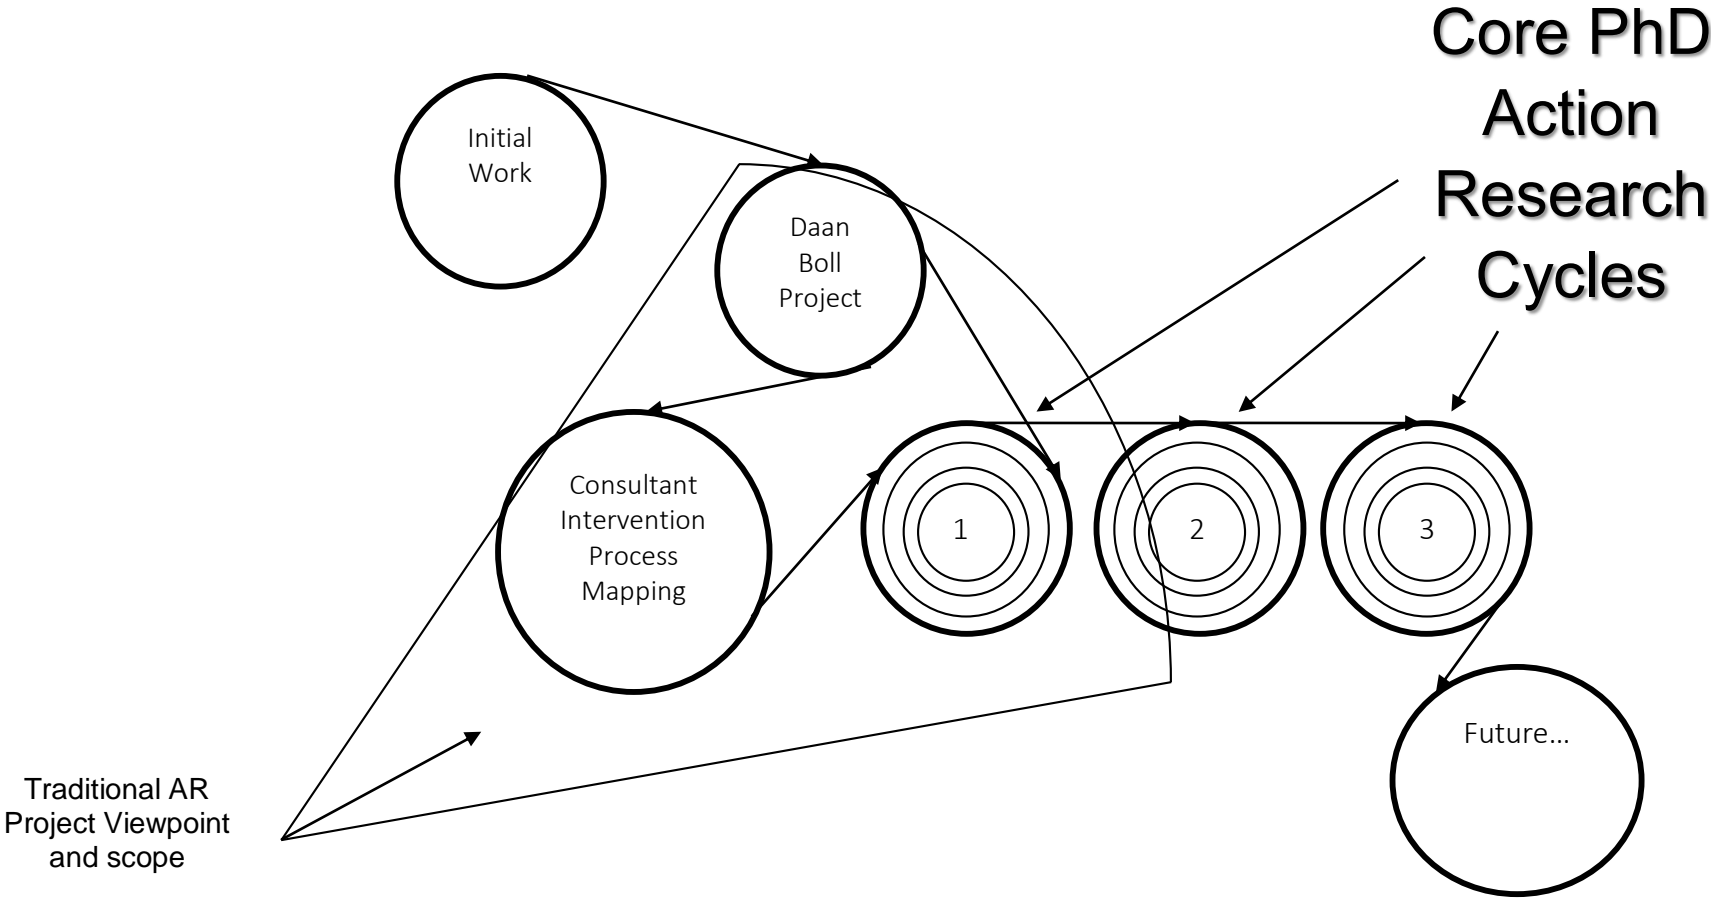 Core PhD
Action
Research
Cycles
Initial
Work
Daan
Boll
Project
Consultant
Intervention
Process
Mapping
1
2
3
Future...
Traditional AR
Project Viewpoint
and scope